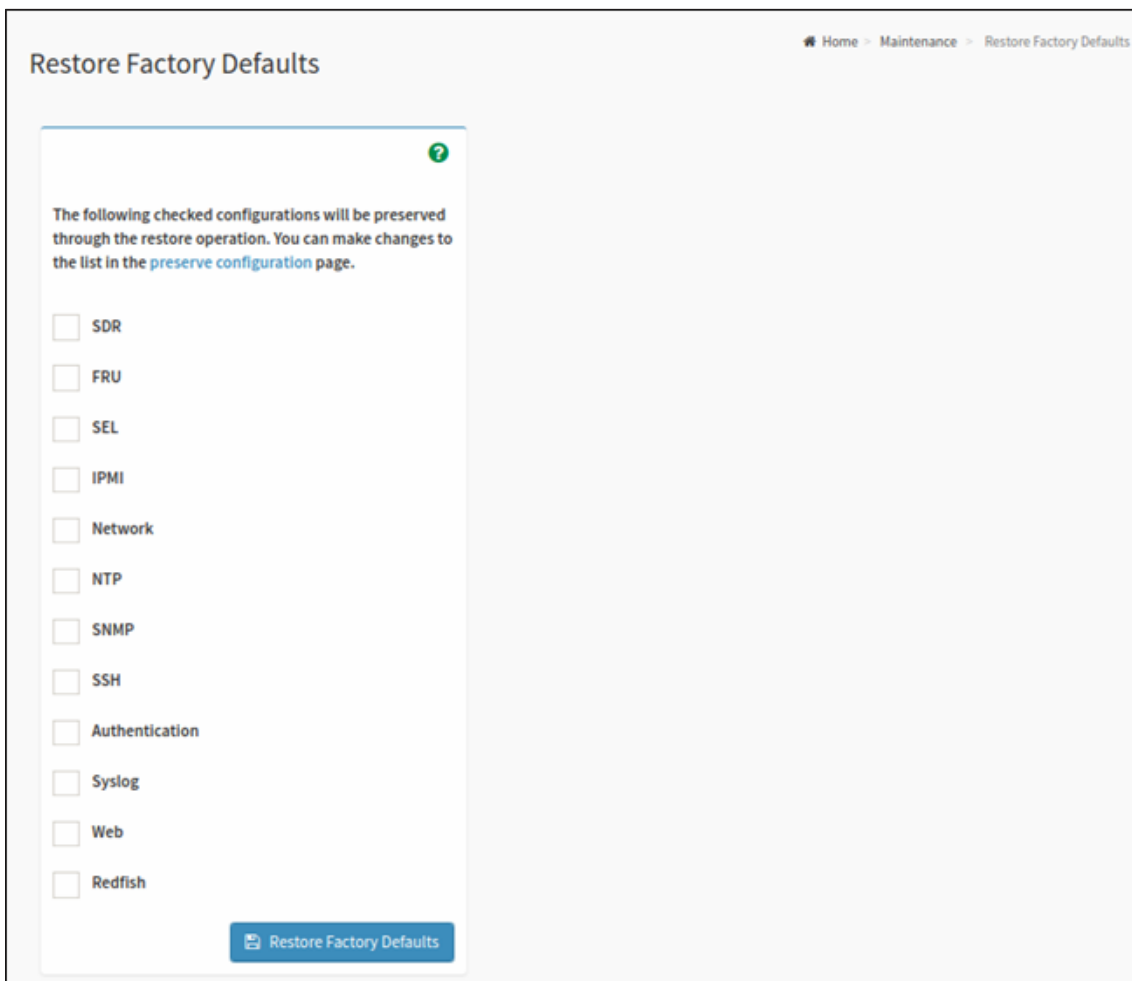 Home > Maintenance > Restore Factory Defaults
Restore Factory Defaults
The following checked configurations will be preserved
through the restore operation. You can make changes to
the list in the preserve configuration page.
SDR
FRU
SEL
IPMI
Network
NTP
SNMP
SSH
Authentication
Syslog
Web
Redfish
Restore Factory Defaults